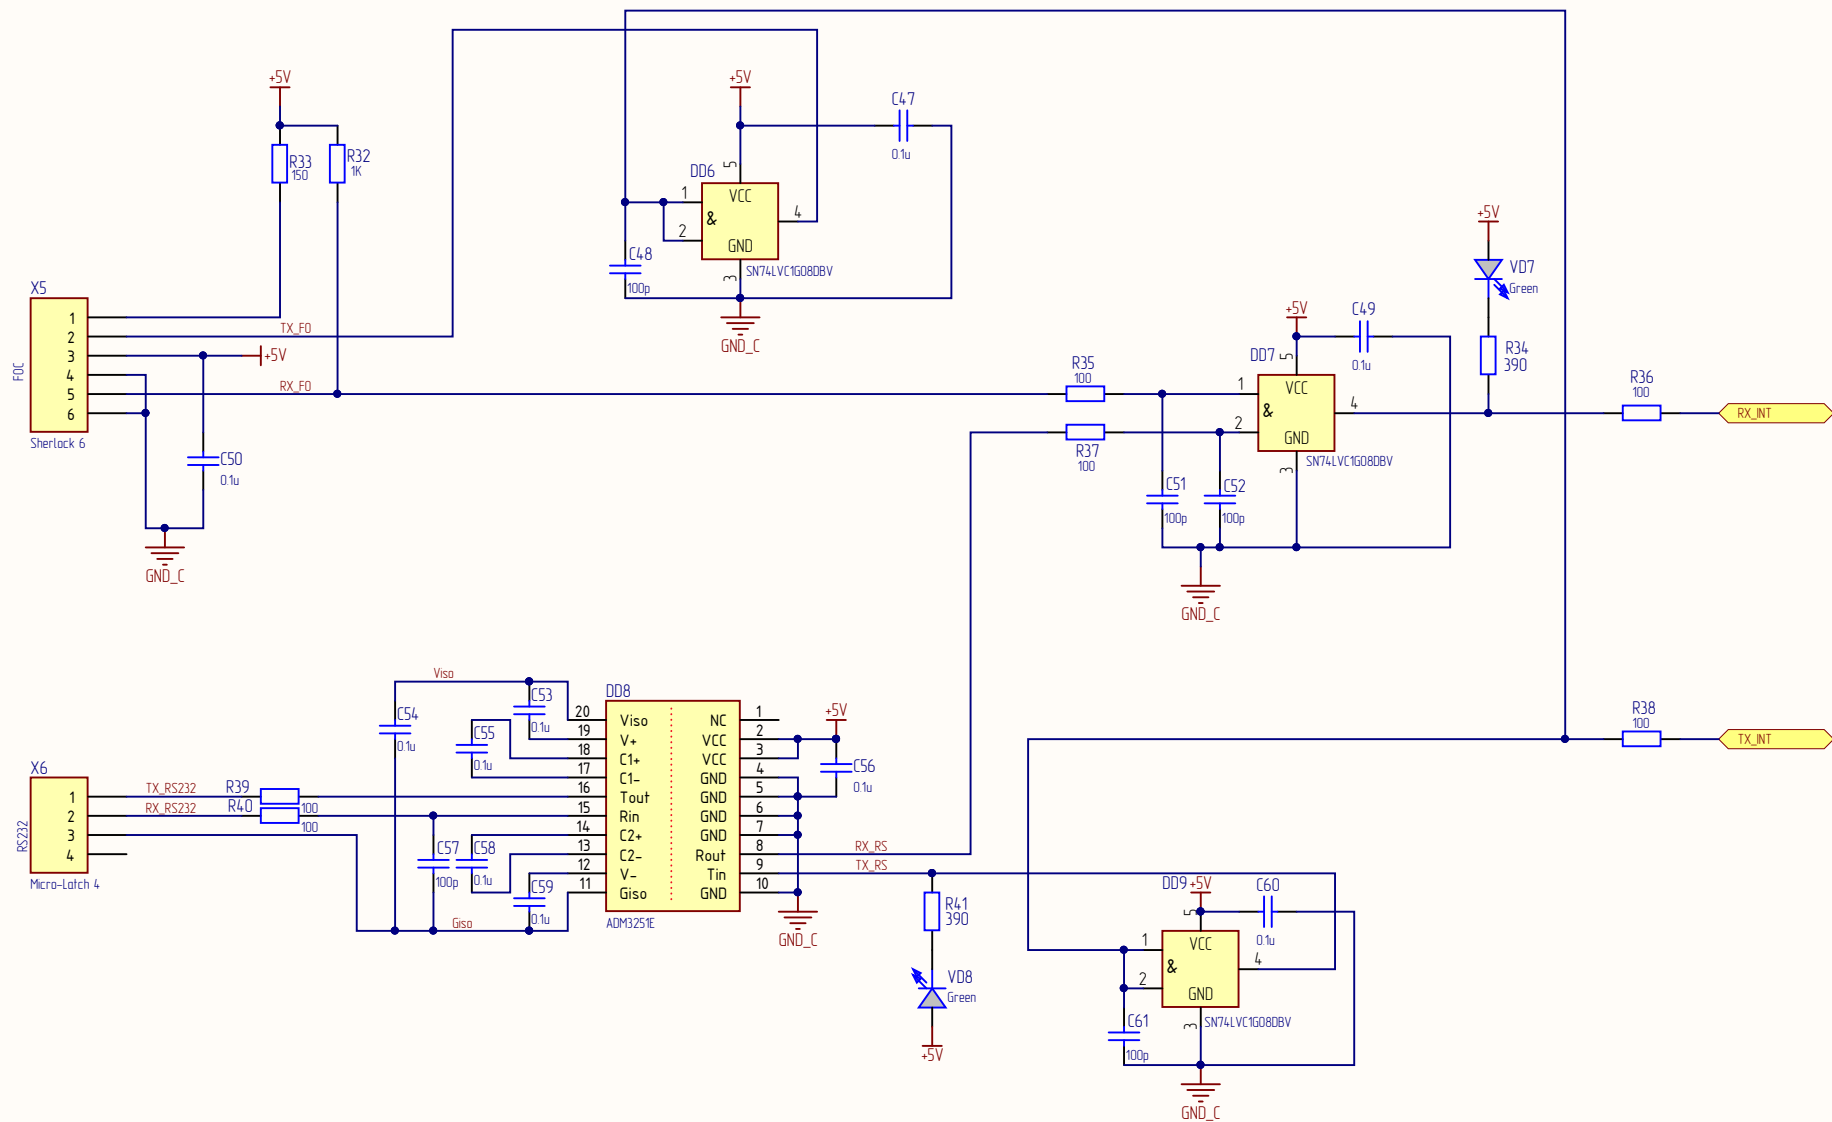 +5V
R33
150
R32
1K
+5V
C47
0.1u
DD6
5
1
2
VCC
&
GND
4
3
SN74LVC1G08DBV
C48
100p
GND_C
X5
FOC
1
2
3
4
5
6
Sherlock 6
TX_FO
+5V
RX_FO
C50
0.1u
GND_C
+5V
VD7
Green
R34
390
+5V
C49
0.1u
DD7
5
1
2
VCC
&
GND
4
3
SN74LVC1G08DBV
R35
100
R37
100
C51
100p
C52
100p
GND_C
R36
100
RX_INT
R38
100
TX_INT
X6
RS232
1
2
3
4
Micro-Latch 4
TX_RS232
RX_RS232
R39
100
R40
100
Viso
C54
0.1u
C53
0.1u
C55
0.1u
C57
100p
C58
0.1u
C59
0.1u
Giso
DD8
20 Viso NC 1
19 V+ VCC 2
18 C1+ VCC 3
17 C1- GND 4
16 Tout GND 5
15 Rin GND 6
14 C2+ GND 7
13 C2- Rout 8
12 V- Tin 9
11 Giso GND 10
ADM3251E
+5V
C56
0.1u
GND_C
RX_RS
TX_RS
R41
390
VD8
Green
+5V
DD9
+5V
C60
0.1u
5
1
2
VCC
&
GND
4
3
SN74LVC1G08DBV
C61
100p
GND_C